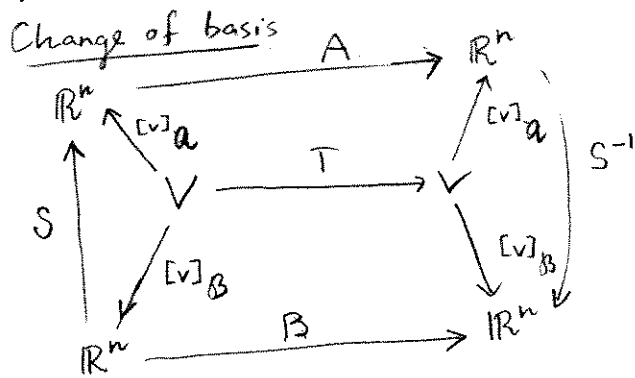 Change of basis
A
ℝⁿ ℝⁿ
[v]a [v]a
S V T V S⁻¹
[v]B [v]B
ℝⁿ B ℝⁿ